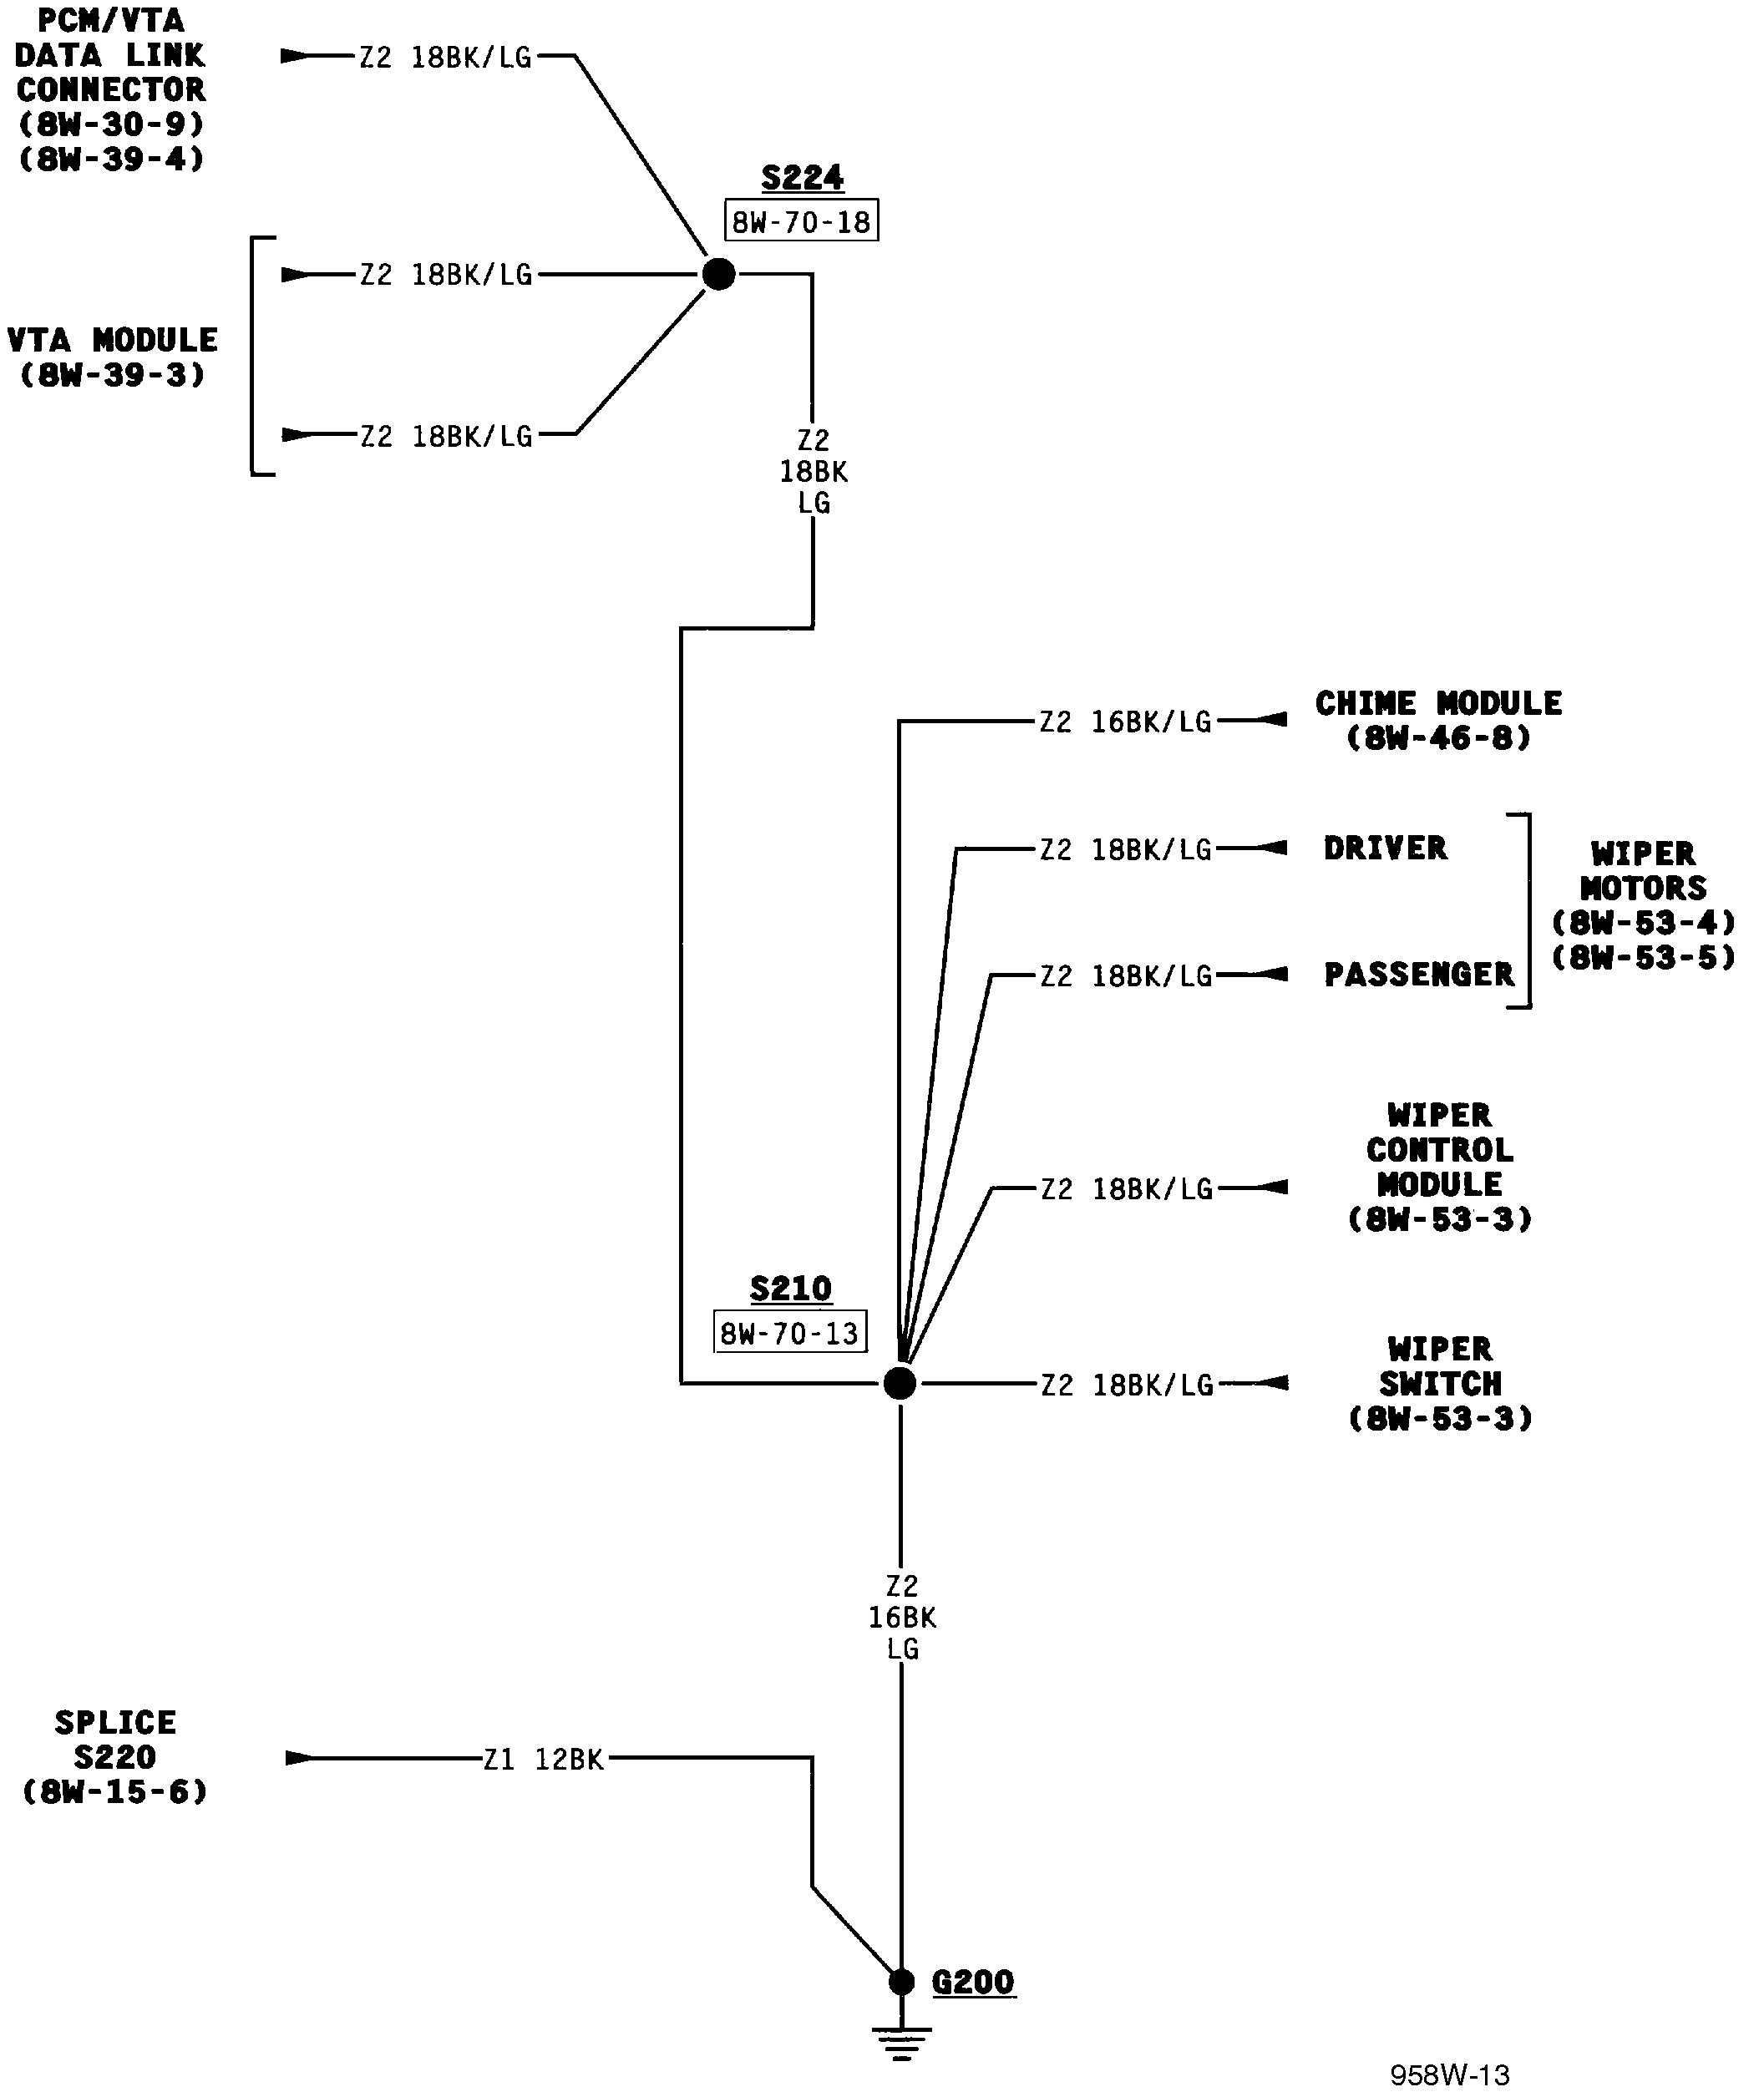 PCM/VTA
DATA LINK
CONNECTOR
(8W-30-9)
(8W-39-4)
Z2 18BK/LG
S224
8W-70-18
Z2 18BK/LG
VTA MODULE
(8W-39-3)
Z2 18BK/LG
Z2
18BK
LG
Z2 16BK/LG
CHIME MODULE
(8W-46-8)
Z2 18BK/LG
DRIVER
WIPER
MOTORS
(8W-53-4)
(8W-53-5)
Z2 18BK/LG
PASSENGER
Z2 18BK/LG
WIPER
CONTROL
MODULE
(8W-53-3)
S210
8W-70-13
Z2 18BK/LG
WIPER
SWITCH
(8W-53-3)
Z2
16BK
LG
SPLICE
S220
(8W-15-6)
Z1 12BK
G200
958W-13